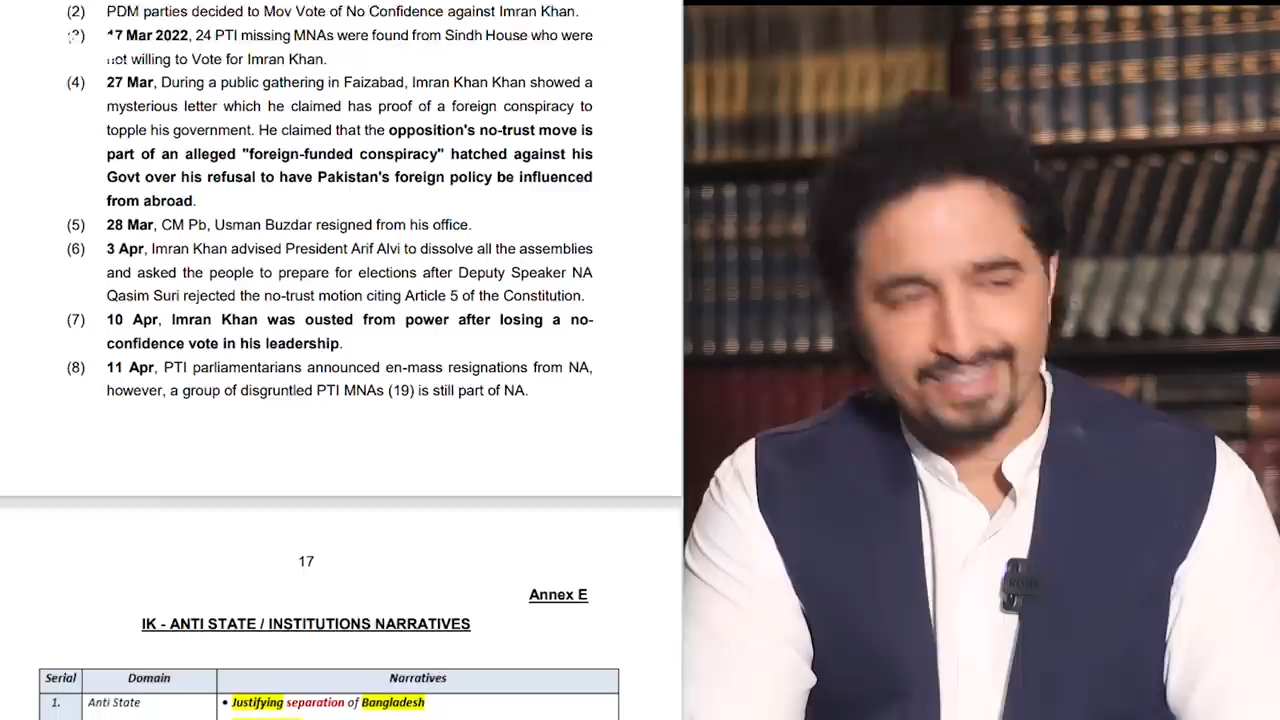 (2) PDM parties decided to Mov Vote of No Confidence against Imran Khan.
7 Mar 2022, 24 PTI missing MNAs were found from Sindh House who were
not willing to Vote for Imran Khan.
(4) 27 Mar, During a public gathering in Faizabad, Imran Khan Khan showed a
mysterious letter which he claimed has proof of a foreign conspiracy to
topple his government. He claimed that the opposition's no-trust move is
part of an alleged "foreign-funded conspiracy" hatched against his
Govt over his refusal to have Pakistan's foreign policy be influenced
from abroad.
(5) 28 Mar, CM Pb, Usman Buzdar resigned from his office.
(6) 3 Apr, Imran Khan advised President Arif Alvi to dissolve all the assemblies
and asked the people to prepare for elections after Deputy Speaker NA
Qasim Suri rejected the no-trust motion citing Article 5 of the Constitution.
(7) 10 Apr, Imran Khan was ousted from power after losing a no-
confidence vote in his leadership.
(8) 11 Apr, PTI parliamentarians announced en-mass resignations from NA,
however, a group of disgruntled PTI MNAs (19) is still part of NA.
17
Annex E
IK - ANTI STATE / INSTITUTIONS NARRATIVES
Serial Domain Narratives
1. Anti State • Justifying separation of Bangladesh
RODE